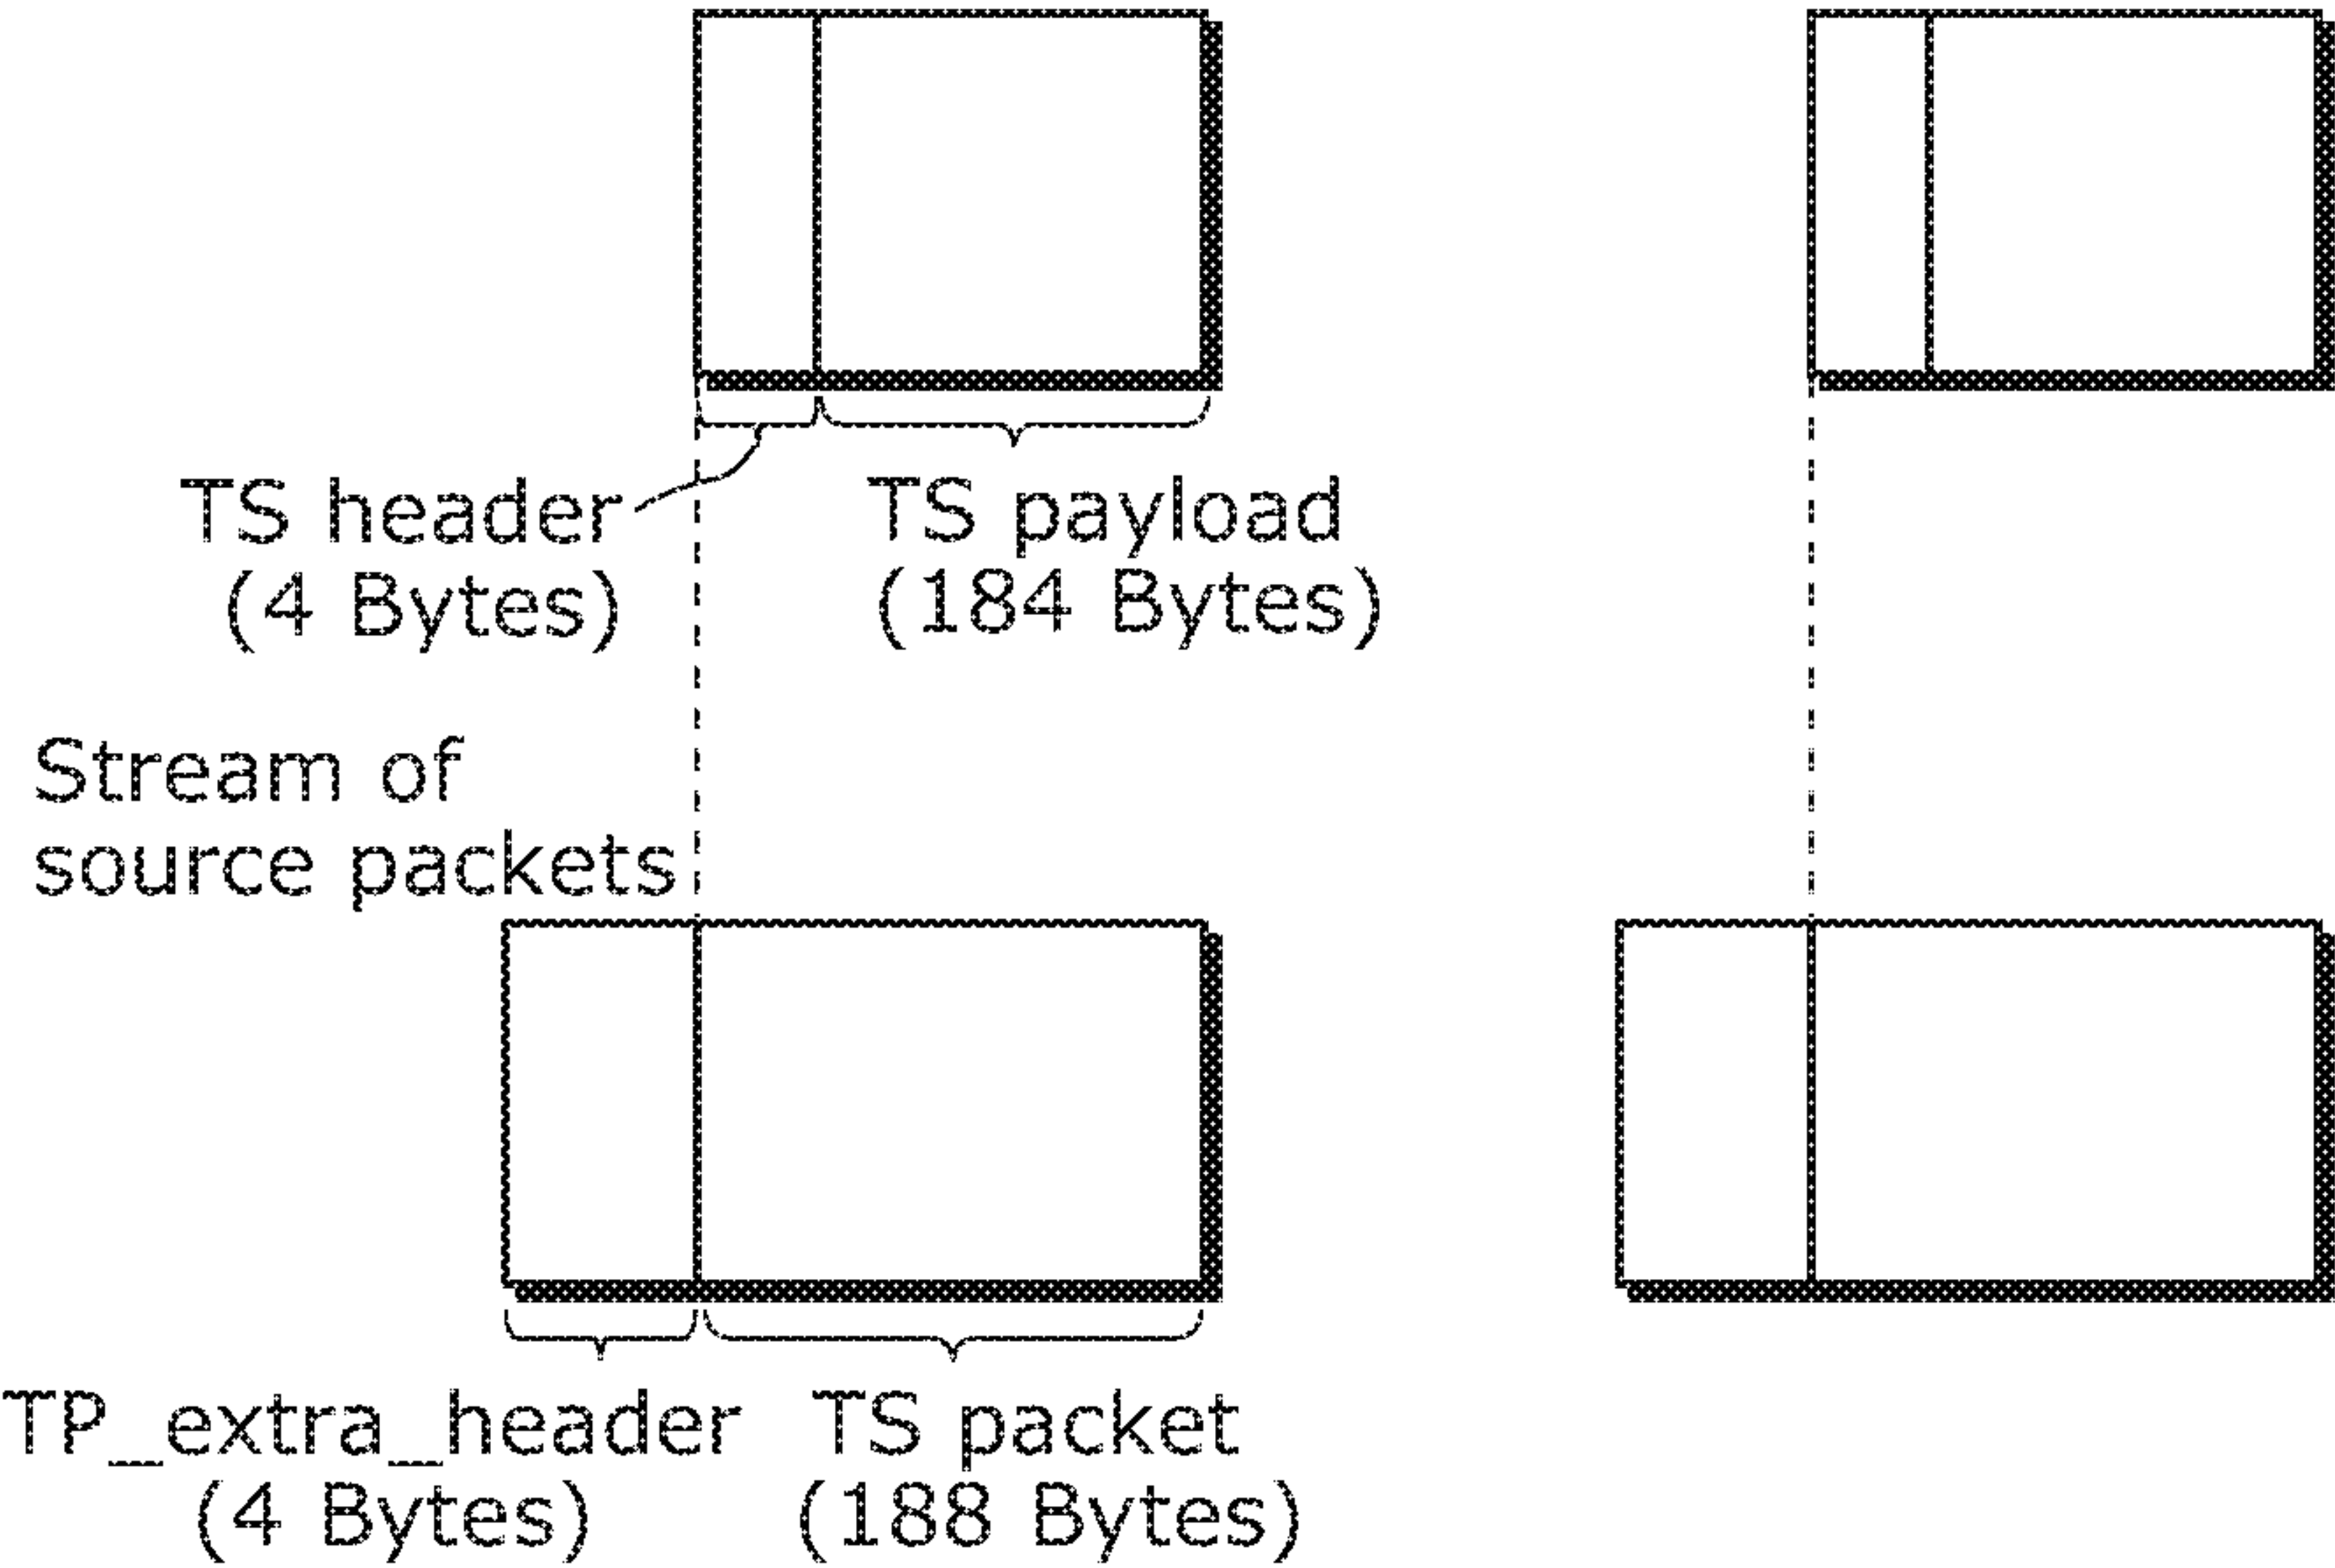 TS header
(4 Bytes)
TS payload
(184 Bytes)
Stream of
source packets
TP_extra_header
(4 Bytes)
TS packet
(188 Bytes)